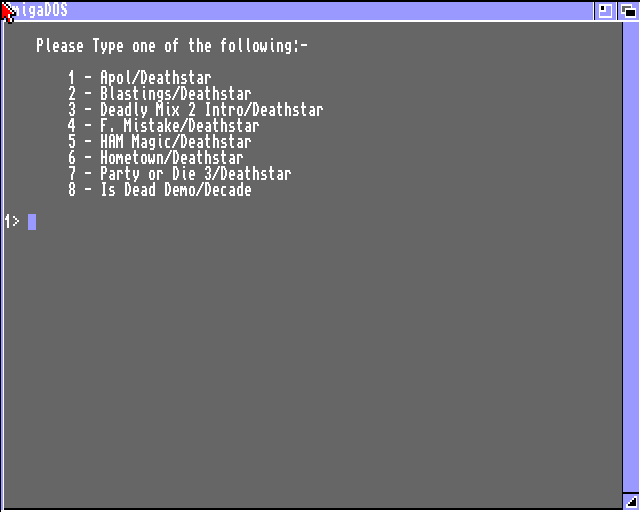 AmigaDOS
Please Type one of the following:-
1 - Apol/Deathstar
2 - Blastings/Deathstar
3 - Deadly Mix 2 Intro/Deathstar
4 - F. Mistake/Deathstar
5 - HAM Magic/Deathstar
6 - Hometown/Deathstar
7 - Party or Die 3/Deathstar
8 - Is Dead Demo/Decade
1>